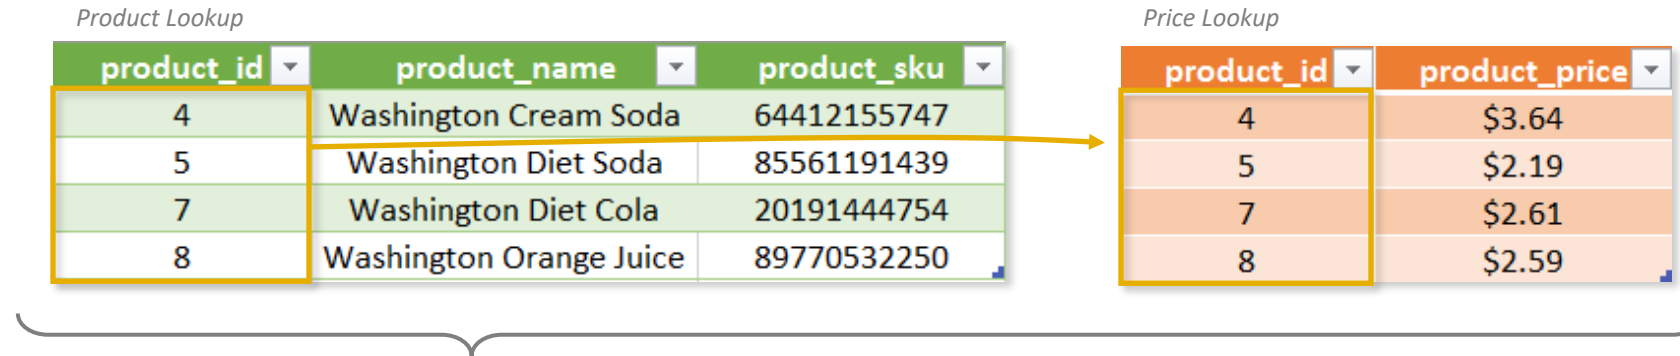 Product Lookup
product_id product_name product_sku
4 Washington Cream Soda 64412155747
5 Washington Diet Soda 85561191439
7 Washington Diet Cola 20191444754
8 Washington Orange Juice 89770532250
Price Lookup
product_id product_price
4 $3.64
5 $2.19
7 $2.61
8 $2.59